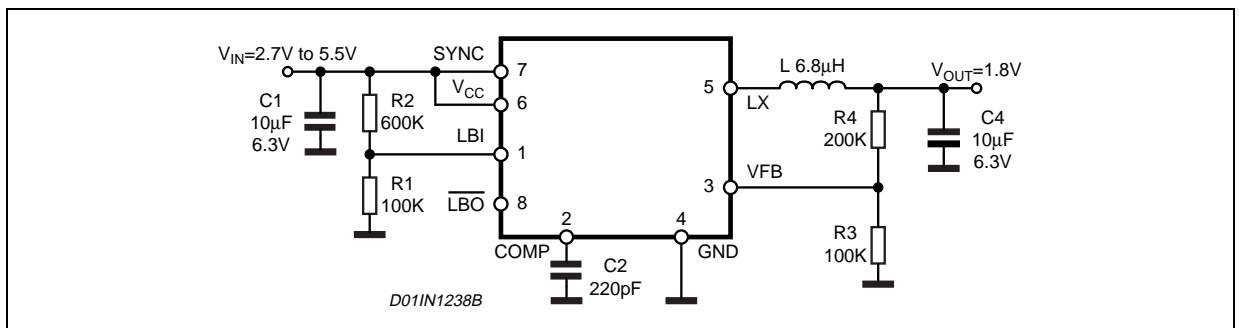 V_IN=2.7V to 5.5V
SYNC
7
V_CC
6
C1
10μF
6.3V
R2
600K
LBI
1
R1
100K
LBO
8
2
COMP
C2
220pF
4
GND
5
LX
L 6.8μH
V_OUT=1.8V
R4
200K
C4
10μF
6.3V
3
VFB
R3
100K
D01IN1238B